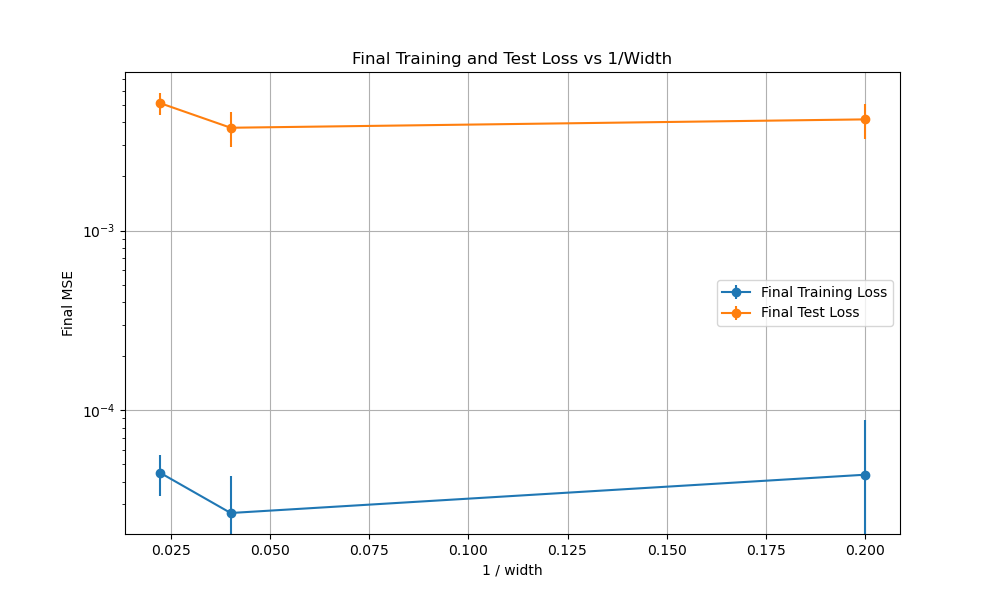 Final Training and Test Loss vs 1/Width
Final MSE
10⁻³
10⁻⁴
Final Training Loss
Final Test Loss
0.025 0.050 0.075 0.100 0.125 0.150 0.175 0.200
1 / width